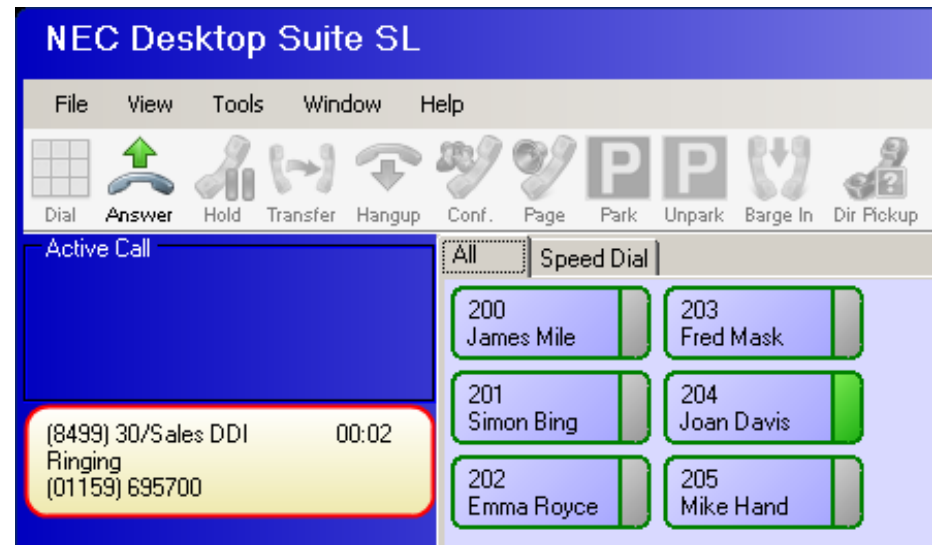 NEC Desktop Suite SL
File View Tools Window Help
Dial Answer Hold Transfer Hangup Conf. Page Park Unpark Barge In Dir Pickup
Active Call
All Speed Dial
200
James Mile
203
Fred Mask
201
Simon Bing
204
Joan Davis
202
Emma Royce
205
Mike Hand
(8499) 30/Sales DDI 00:02
Ringing
(01159) 695700